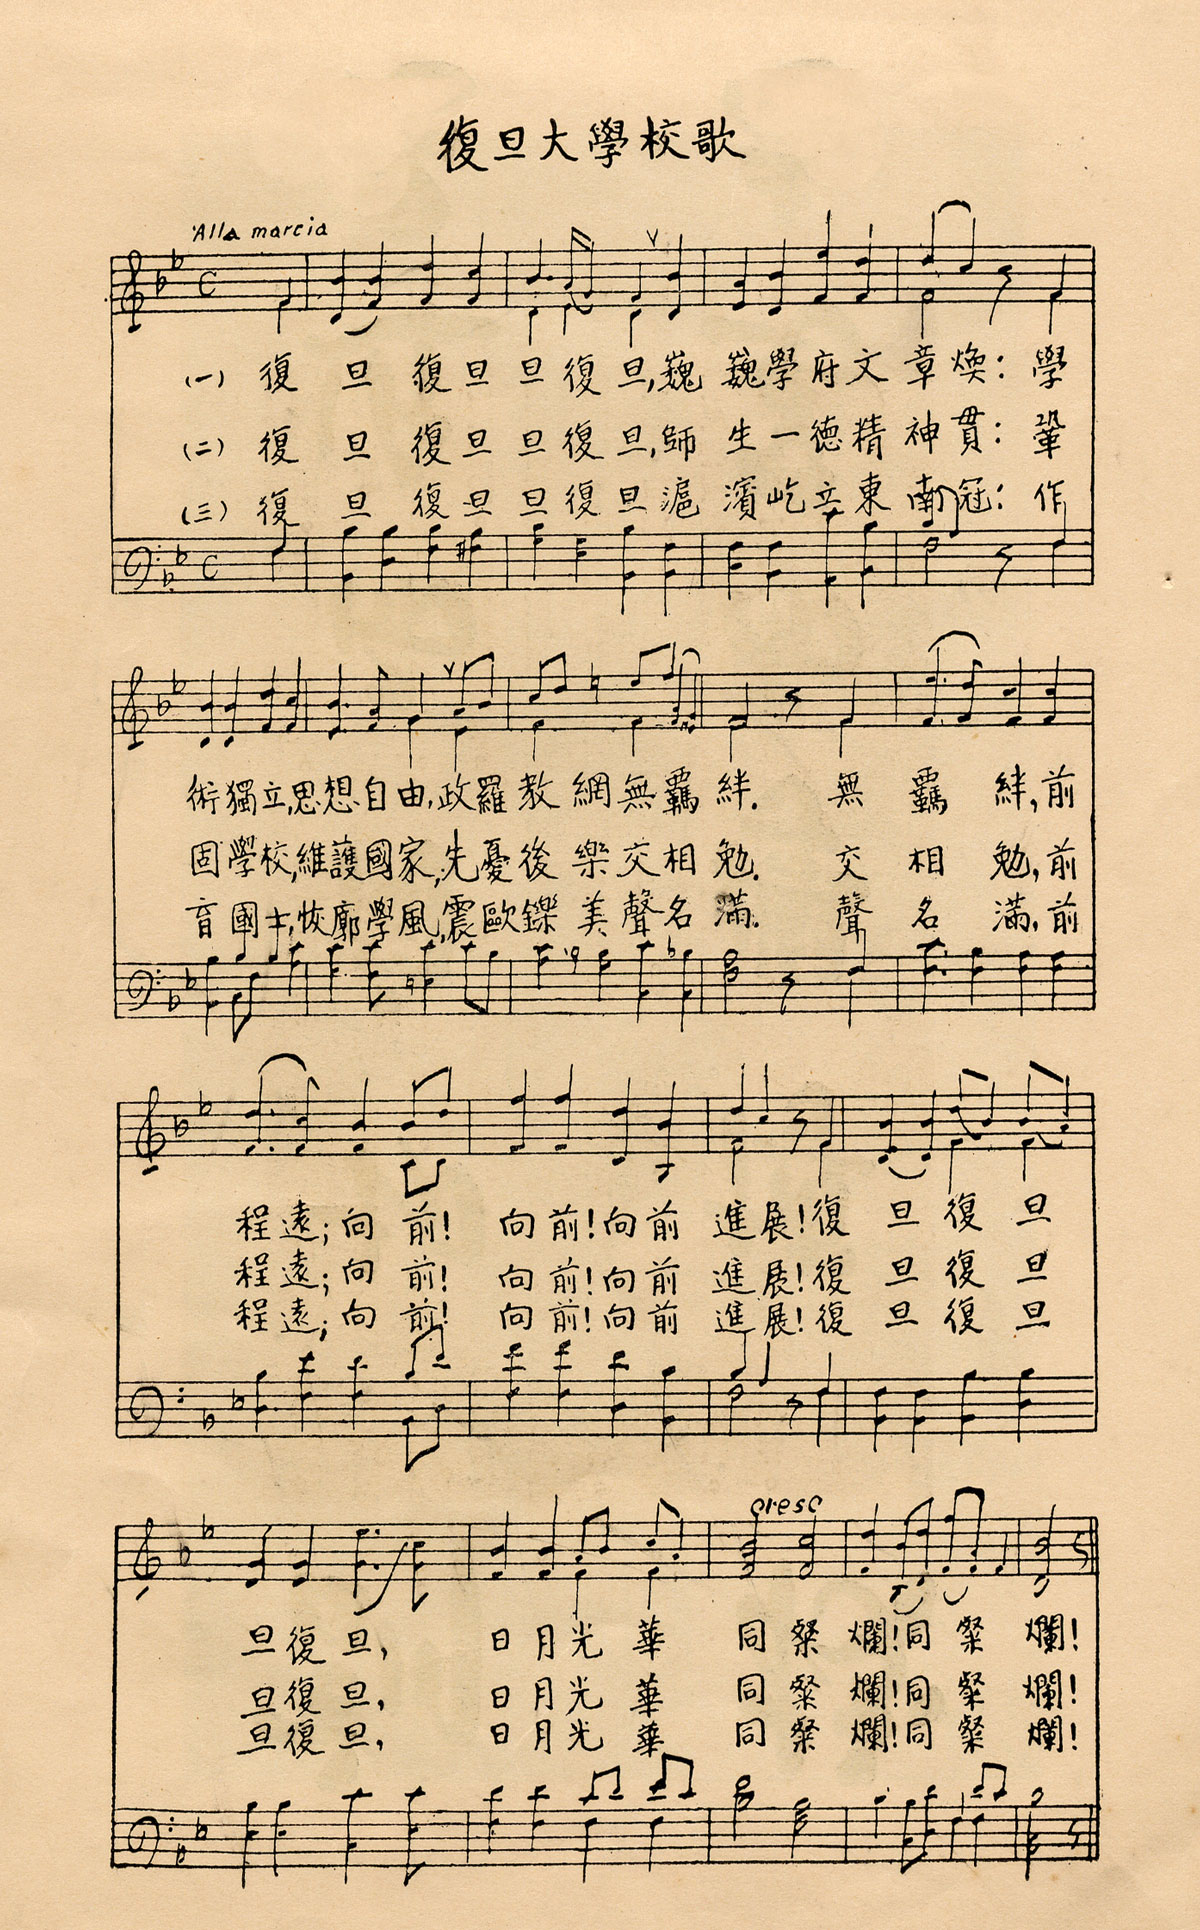 復旦大學校歌
Alla marcia
(一) 復旦復旦旦復旦,巍巍學府文章煥:學
(二) 復旦復旦旦復旦,師生一德精神貫:鞏
(三) 復旦復旦旦復旦滬濱屹立東南冠:作
術獨立,思想自由,政羅教網無羈絆.無羈絆,前
固學校,維護國家,先憂後樂交相勉.交相勉,前
育國士,恢廓學風,震歐鑠美聲名滿.聲名滿,前
程遠;向前!向前!向前進展!復旦復旦
程遠;向前!向前!向前進展!復旦復旦
程遠;向前!向前!向前進展!復旦復旦
cresc
旦復旦,日月光華同粲爛!同粲爛!
旦復旦,日月光華同粲爛!同粲爛!
旦復旦,日月光華同粲爛!同粲爛!